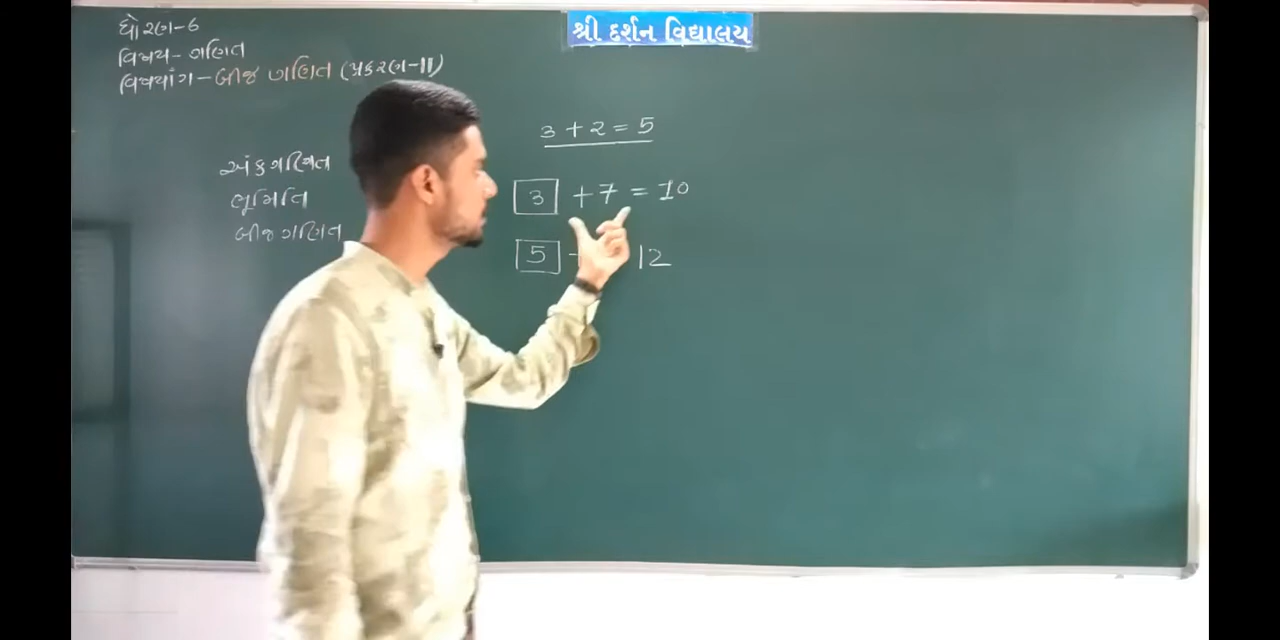 શ્રી દર્શન વિદ્યાલય
ધોરણ-6
વિષય- ગણિત
વિષયાંગ- બીજ ગણિત (પ્રકરણ-11)
3+2=5
અંકગણિત
ભૂમિતિ
બીજગણિત
3 +7=10
5 + 12